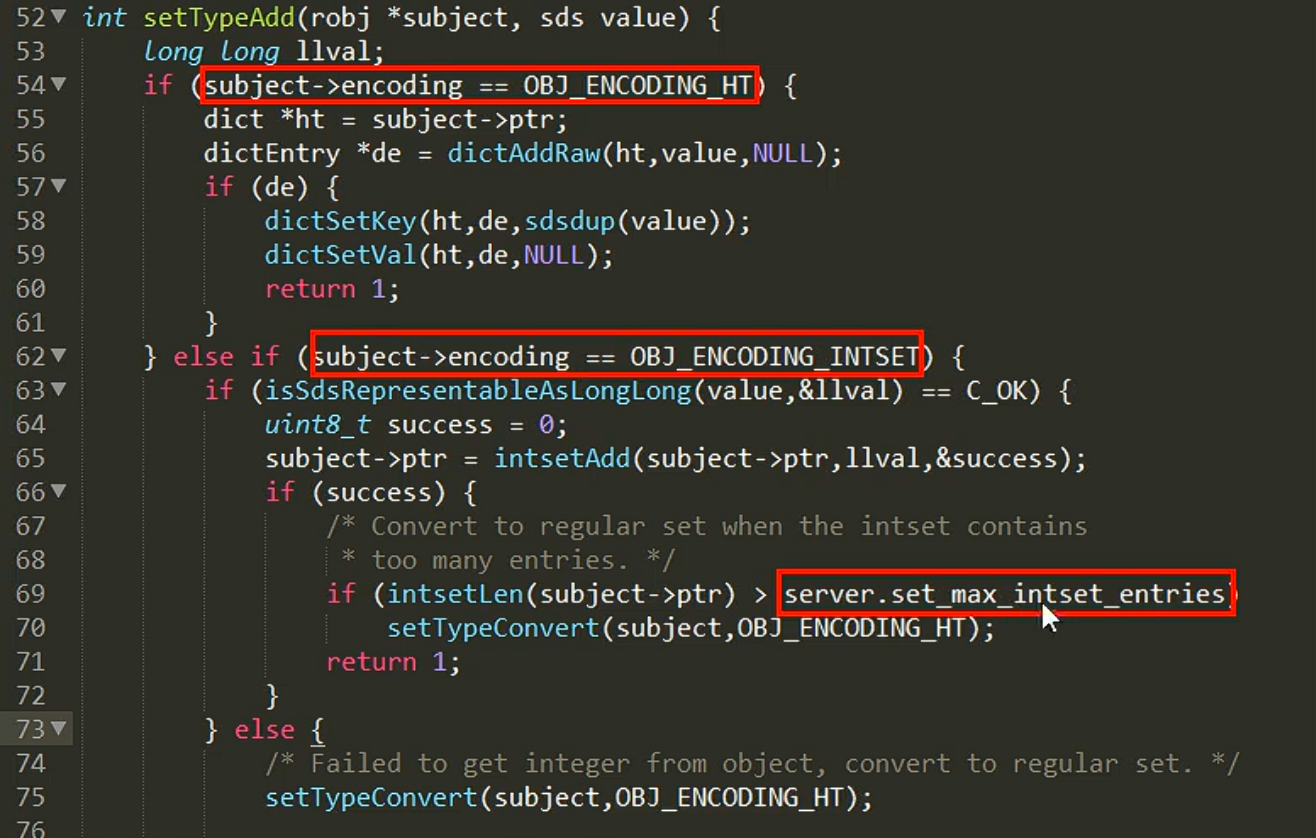 52 int setTypeAdd(robj *subject, sds value) {
53 long long llval;
54 if (subject->encoding == OBJ_ENCODING_HT) {
55 dict *ht = subject->ptr;
56 dictEntry *de = dictAddRaw(ht,value,NULL);
57 if (de) {
58 dictSetKey(ht,de,sdsdup(value));
59 dictSetVal(ht,de,NULL);
60 return 1;
61 }
62 } else if (subject->encoding == OBJ_ENCODING_INTSET) {
63 if (isSdsRepresentableAsLongLong(value,&llval) == C_OK) {
64 uint8_t success = 0;
65 subject->ptr = intsetAdd(subject->ptr,llval,&success);
66 if (success) {
67 /* Convert to regular set when the intset contains
68 * too many entries. */
69 if (intsetLen(subject->ptr) > server.set_max_intset_entries)
70 setTypeConvert(subject,OBJ_ENCODING_HT);
71 return 1;
72 }
73 } else {
74 /* Failed to get integer from object, convert to regular set. */
75 setTypeConvert(subject,OBJ_ENCODING_HT);
76